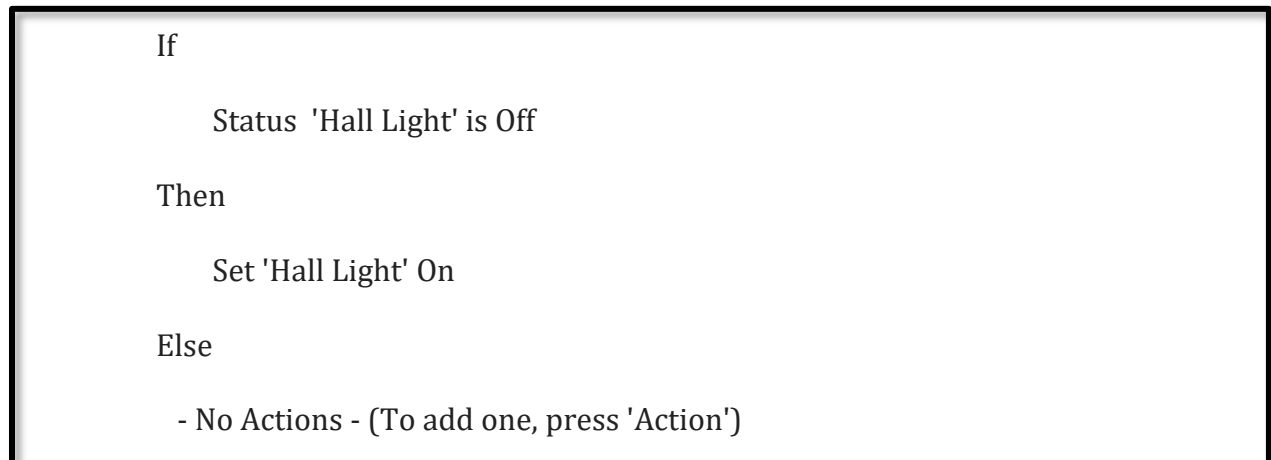 If
Status  'Hall Light' is Off
Then
Set 'Hall Light' On
Else
- No Actions - (To add one, press 'Action')